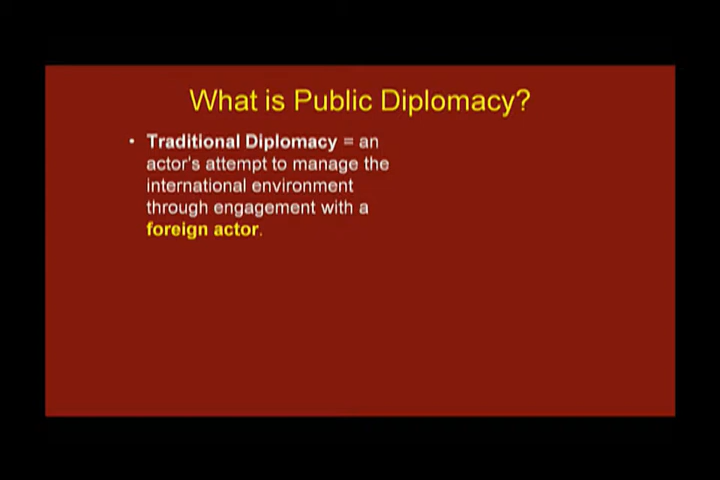 What is Public Diplomacy?
• Traditional Diplomacy = an
actor's attempt to manage the
international environment
through engagement with a
foreign actor.